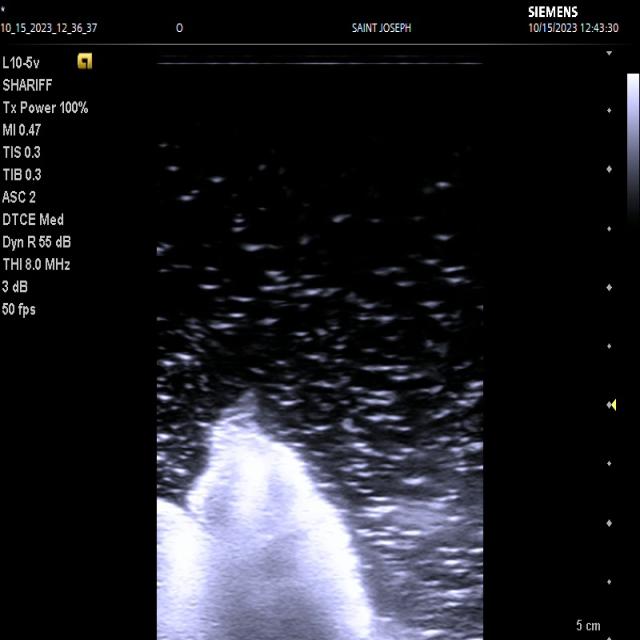 *
SIEMENS
10_15_2023_12_36_37 O SAINT JOSEPH 10/15/2023 12:43:30
L10-5v
SHARIFF
Tx Power 100%
MI 0.47
TIS 0.3
TIB 0.3
ASC 2
DTCE Med
Dyn R 55 dB
THI 8.0 MHz
3 dB
50 fps
5 cm